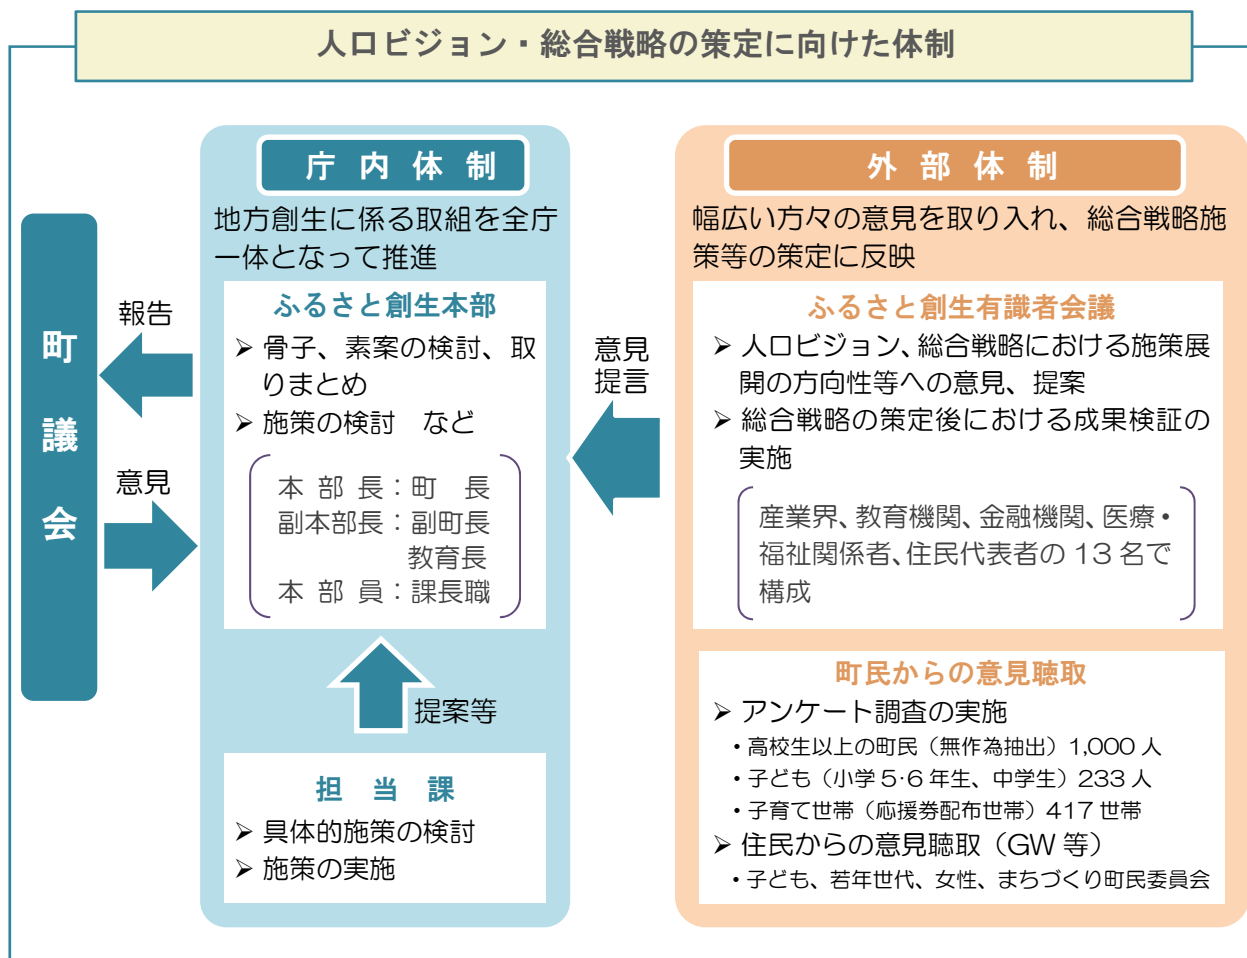 人口ビジョン・総合戦略の策定に向けた体制
町議会
報告
意見
庁内体制
地方創生に係る取組を全庁
一体となって推進
ふるさと創生本部
➢ 骨子、素案の検討、取
りまとめ
➢ 施策の検討　など
本 部 長：町　長
副本部長：副町長
教育長
本 部 員：課長職
提案等
担 当 課
➢ 具体的施策の検討
➢ 施策の実施
意見
提言
外部体制
幅広い方々の意見を取り入れ、総合戦略施
策等の策定に反映
ふるさと創生有識者会議
➢ 人口ビジョン、総合戦略における施策展
開の方向性等への意見、提案
➢ 総合戦略の策定後における成果検証の
実施
産業界、教育機関、金融機関、医療・
福祉関係者、住民代表者の 13 名で
構成
町民からの意見聴取
➢ アンケート調査の実施
・高校生以上の町民（無作為抽出）1,000 人
・子ども（小学 5･6 年生、中学生）233 人
・子育て世帯（応援券配布世帯）417 世帯
➢ 住民からの意見聴取（GW 等）
・子ども、若年世代、女性、まちづくり町民委員会